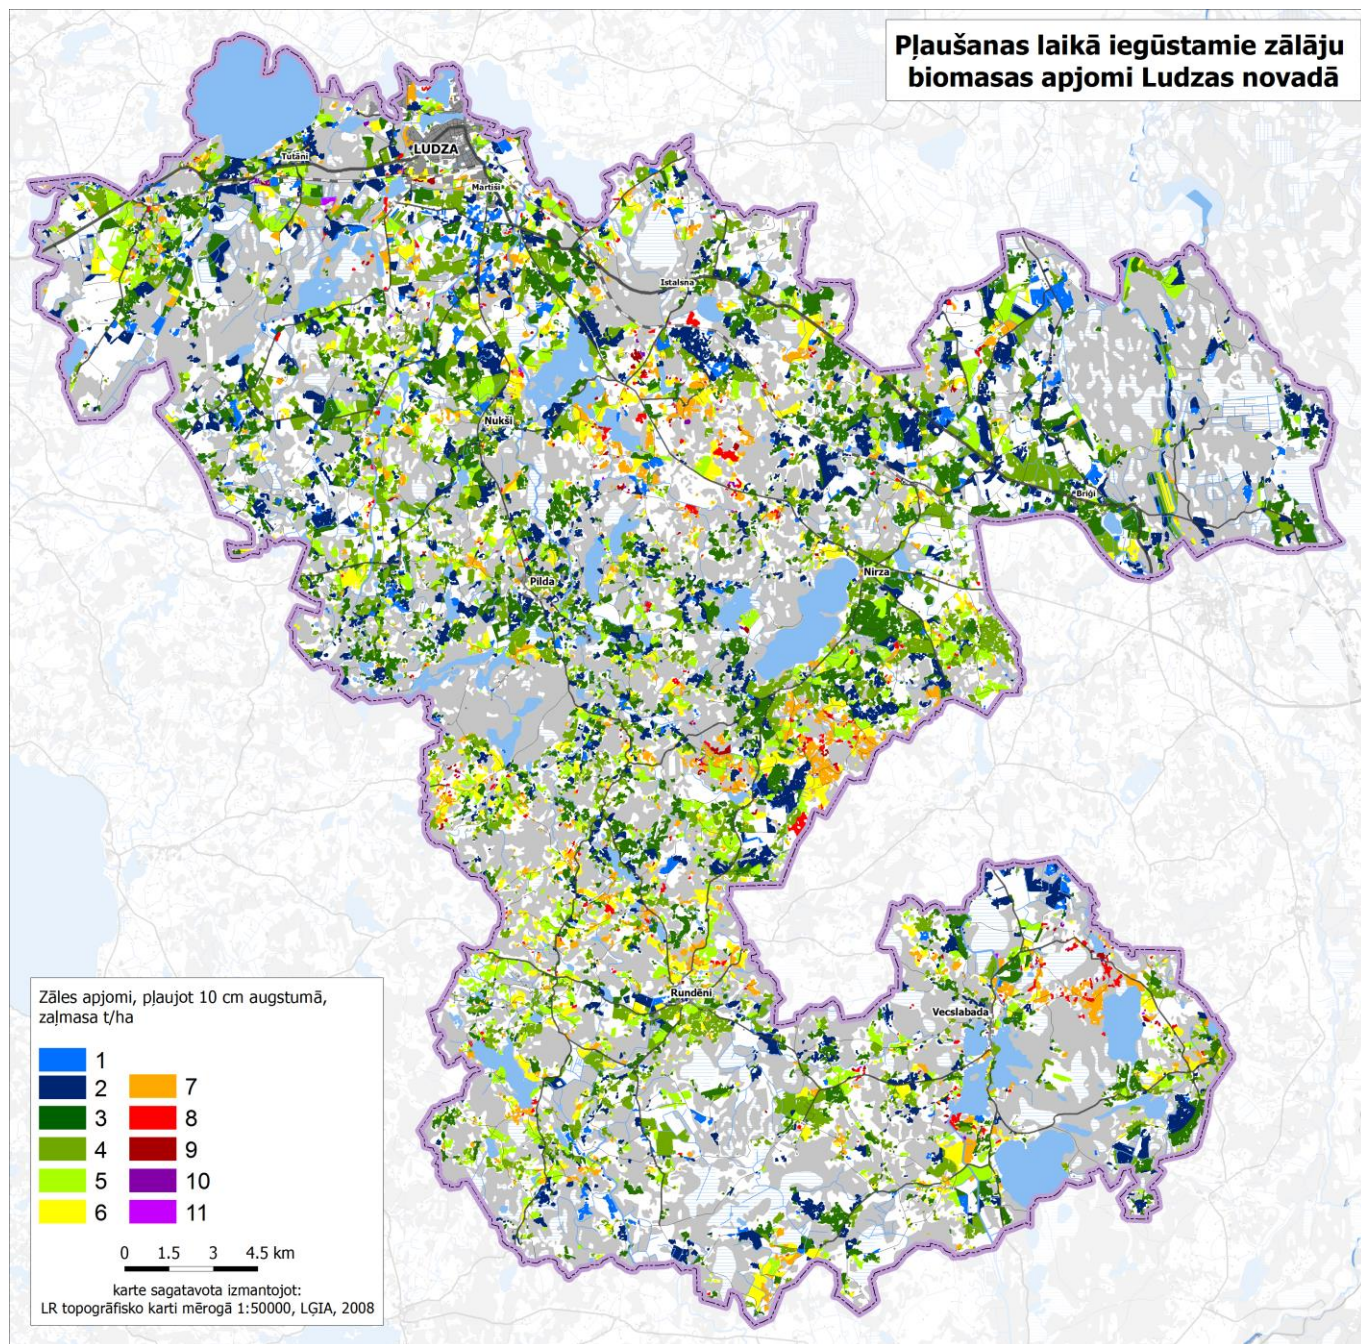 Pļaušanas laikā iegūstamie zālāju
biomasas apjomi Ludzas novadā
LUDZA
Tutāni
Martiši
Istalsna
Nukši
Briģi
Pilda
Nirza
Rundēni
Vecslabada
Zāles apjomi, pļaujot 10 cm augstumā,
zaļmasa t/ha
1
2
3
4
5
6
7
8
9
10
11
0 1.5 3 4.5 km
karte sagatavota izmantojot:
LR topogrāfisko karti mērogā 1:50000, LĢIA, 2008